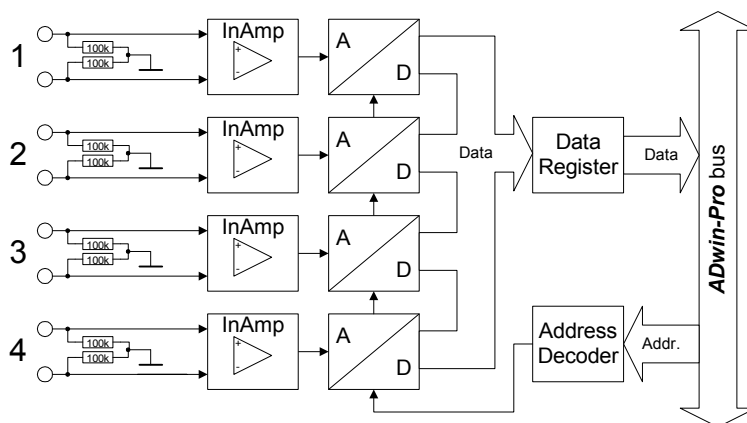 1
100k
100k
InAmp
+
-
A
D
2
100k
100k
InAmp
+
-
A
D
3
100k
100k
InAmp
+
-
A
D
4
100k
100k
InAmp
+
-
A
D
Data
Data
Register
Data
Address
Decoder
Addr.
ADwin-Pro bus